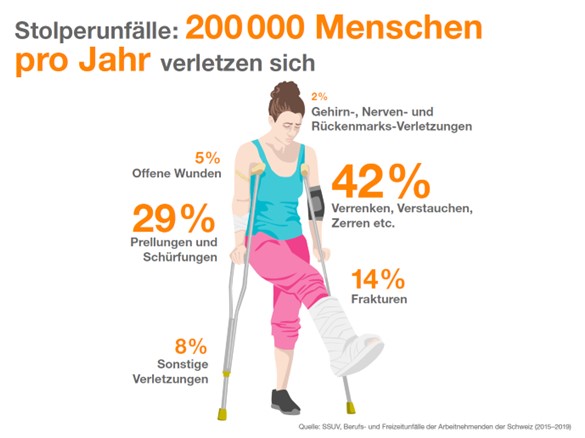 Stolperunfälle: 200 000 Menschen
pro Jahr verletzen sich
2%
Gehirn-, Nerven- und
Rückenmarks-Verletzungen
5%
Offene Wunden
42%
Verrenken, Verstauchen,
Zerren etc.
29%
Prellungen und
Schürfungen
14%
Frakturen
8%
Sonstige
Verletzungen
Quelle: SSUV, Berufs- und Freizeitunfälle der Arbeitnehmenden der Schweiz (2015–2019)